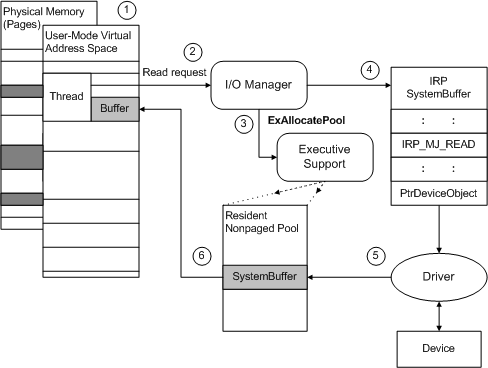 Physical Memory
(Pages)
1
User-Mode Virtual
Address Space
2
Read request
Thread
Buffer
I/O Manager
4
IRP
SystemBuffer
: :
IRP_MJ_READ
: :
PtrDeviceObject
3
ExAllocatePool
Executive
Support
Resident
Nonpaged Pool
6
SystemBuffer
5
Driver
Device